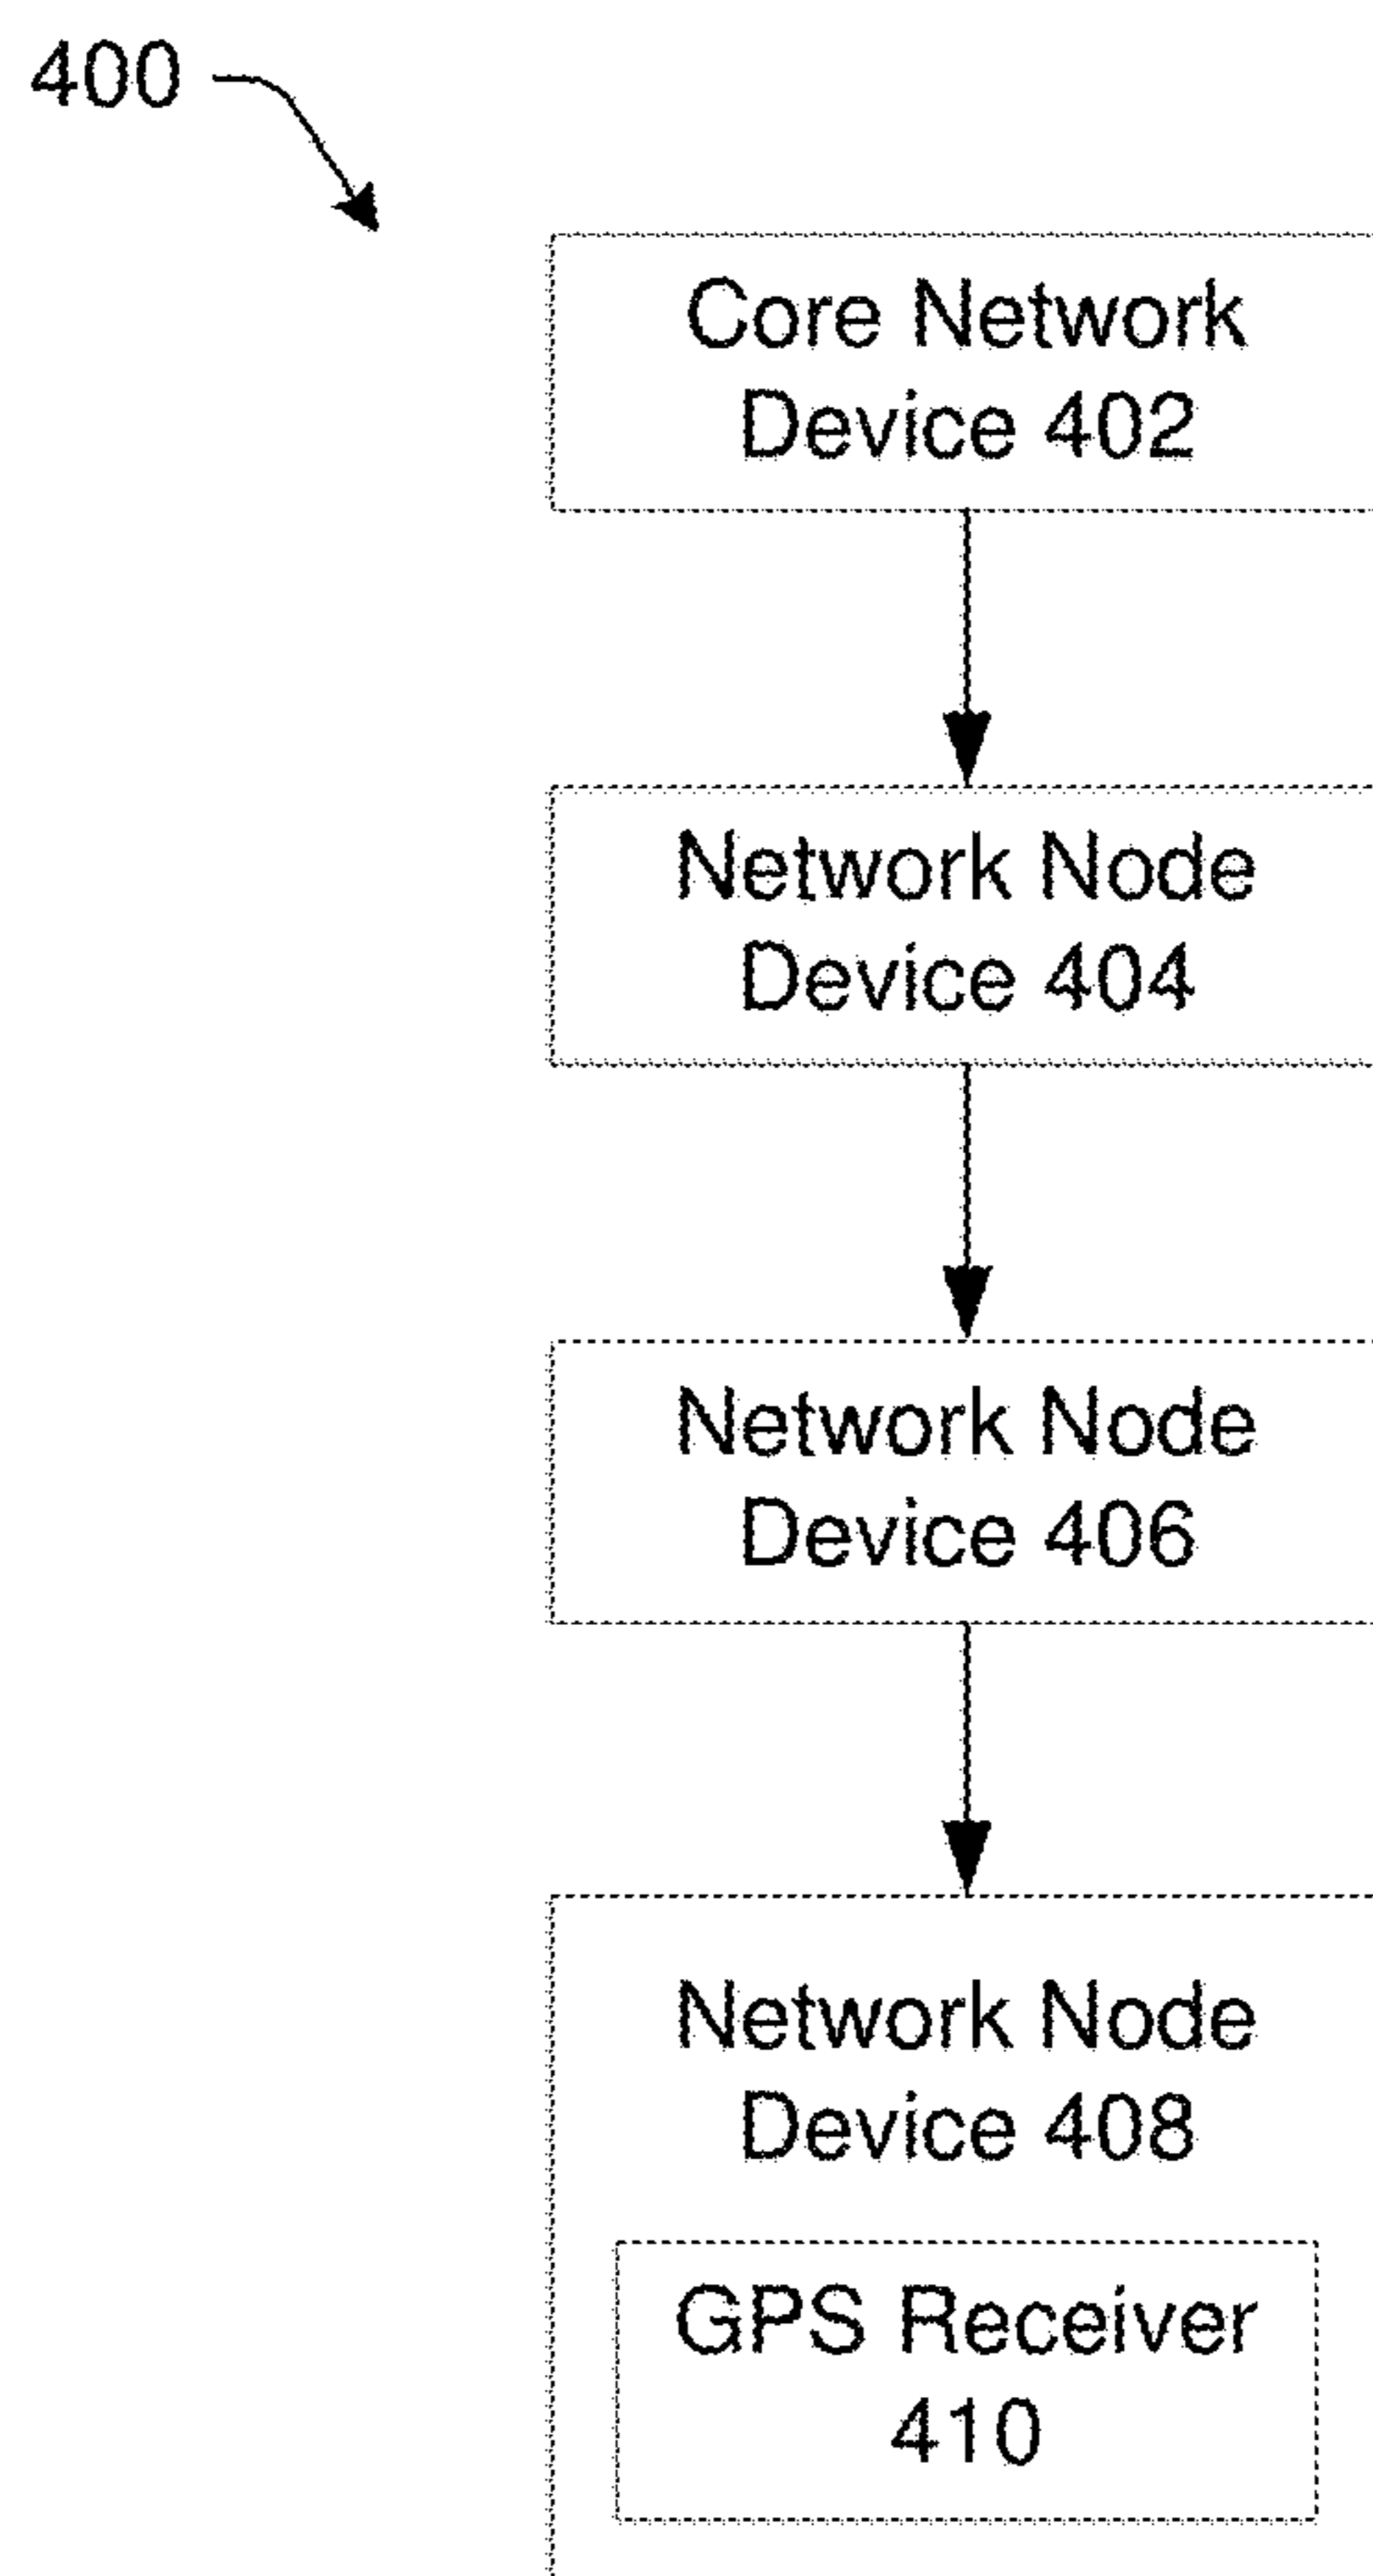 400
Core Network
Device 402
Network Node
Device 404
Network Node
Device 406
Network Node
Device 408
GPS Receiver
410